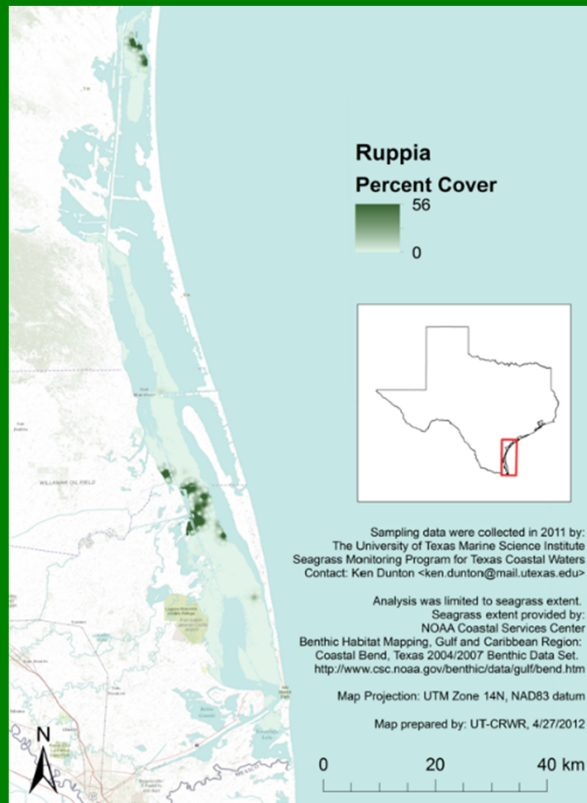 Ruppia
Percent Cover
56
0
WILLAMAR OIL FIELD
Sampling data were collected in 2011 by:
The University of Texas Marine Science Institute
Seagrass Monitoring Program for Texas Coastal Waters
Contact: Ken Dunton <ken.dunton@mail.utexas.edu>
Analysis was limited to seagrass extent.
Seagrass extent provided by:
NOAA Coastal Services Center
Benthic Habitat Mapping, Gulf and Caribbean Region:
Coastal Bend, Texas 2004/2007 Benthic Data Set.
http://www.csc.noaa.gov/benthic/data/gulf/bend.htm
Map Projection: UTM Zone 14N, NAD83 datum
Map prepared by: UT-CRWR, 4/27/2012
N
0 20 40 km